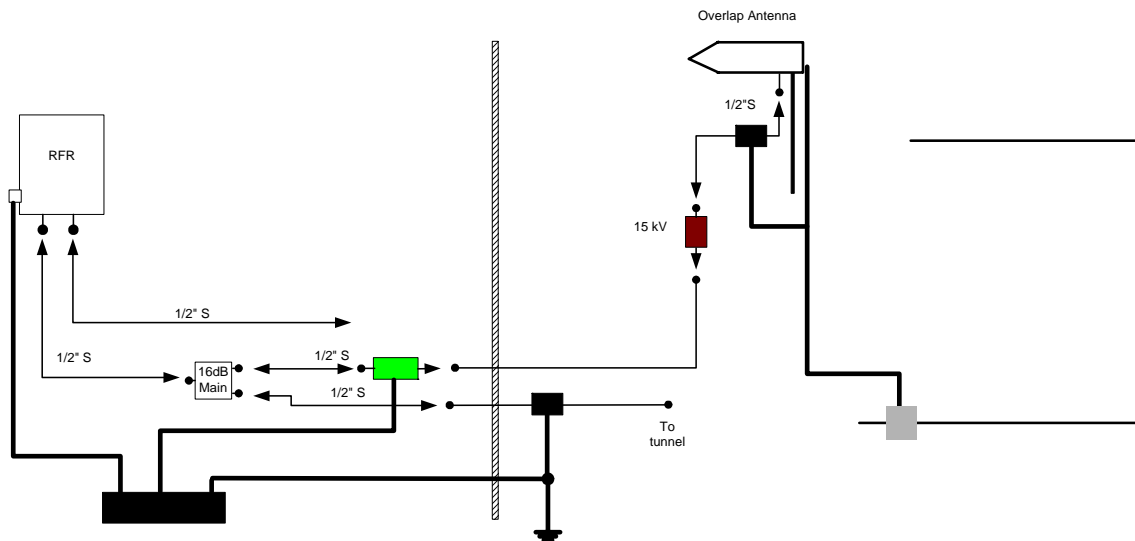 Overlap Antenna
1/2"S
RFR
15 kV
1/2" S
1/2" S
1/2" S
16dB
Main
1/2" S
To
tunnel